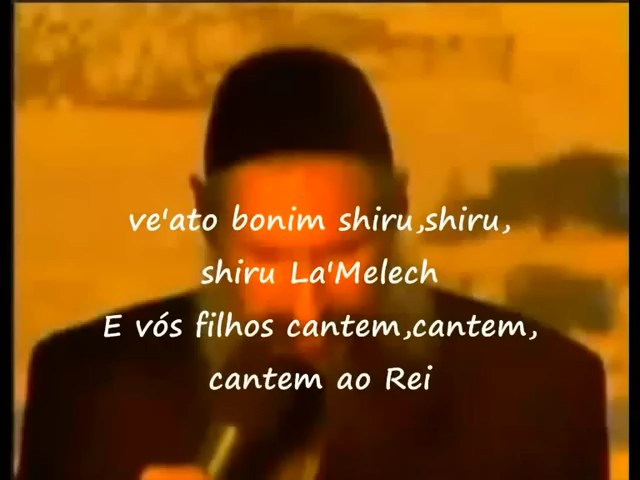 ve'ato bonim shiru,shiru,
shiru La'Melech
E vós filhos cantem,cantem,
cantem ao Rei